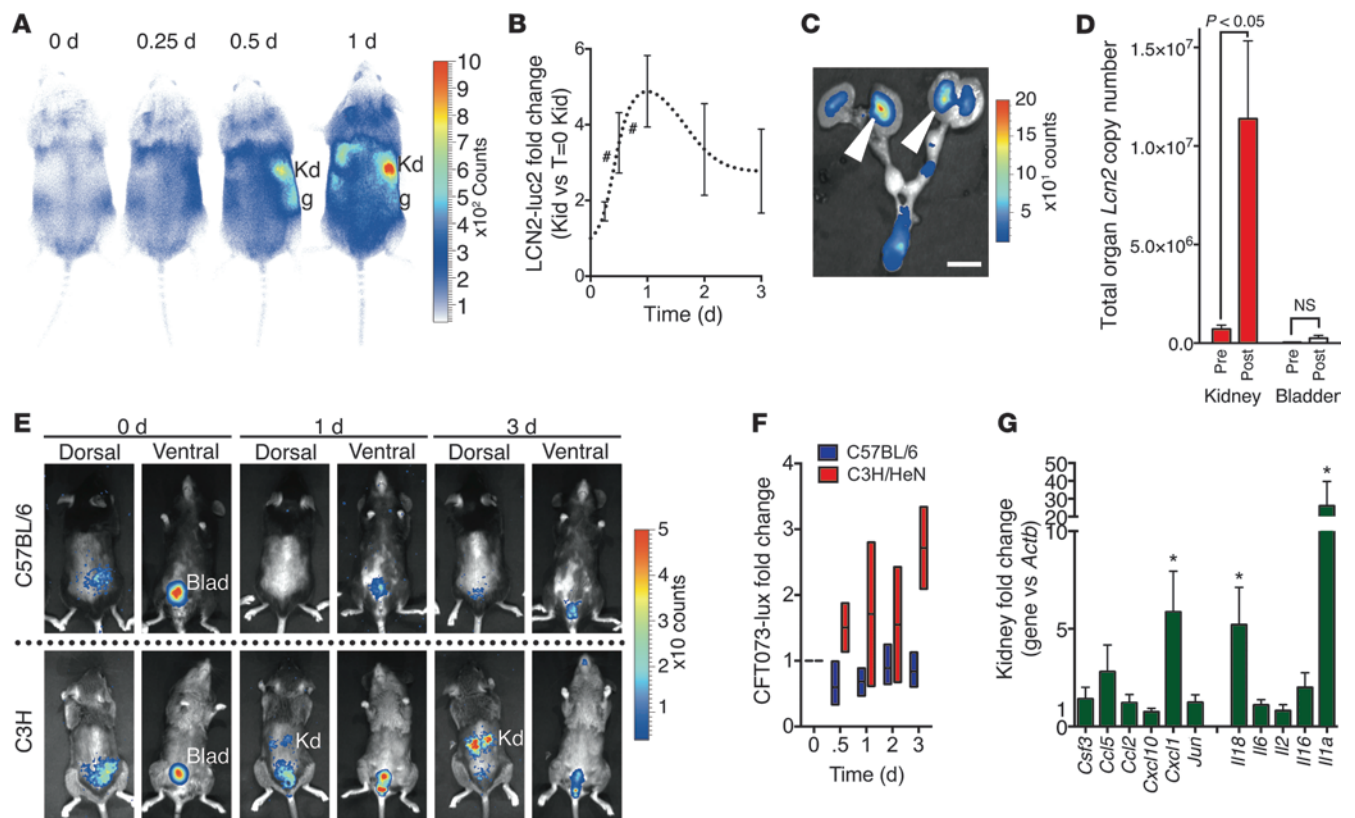 A
0 d
0.25 d
0.5 d
1 d
Kd
g
Kd
g
10
9
8
7
6
5
4
3
2
1
x10² Counts
B
LCN2-luc2 fold change
(Kid vs T=0 Kid)
6
4
2
0
#
#
0
1
2
3
Time (d)
C
20
15
10
5
x10¹ counts
D
P < 0.05
Total organ Lcn2 copy number
1.5×10⁷
5.0×10⁶
0.0
NS
Pre
Post
Pre
Post
Kidney
Bladder
E
0 d
1 d
3 d
Dorsal
Ventral
Dorsal
Ventral
Dorsal
Ventral
C57BL/6
Blad
C3H
Blad
Kd
Kd
5
4
3
2
1
x10 counts
F
C57BL/6
C3H/HeN
CFT073-lux fold change
4
3
2
1
0
0
.5
1
2
3
Time (d)
G
Kidney fold change
(gene vs Actb)
50
40
30
20
10
5
1
*
*
*
Csf3
Ccl5
Ccl2
Cxcl10
Cxcl1
Jun
Il18
Il6
Il2
Il16
Il1a